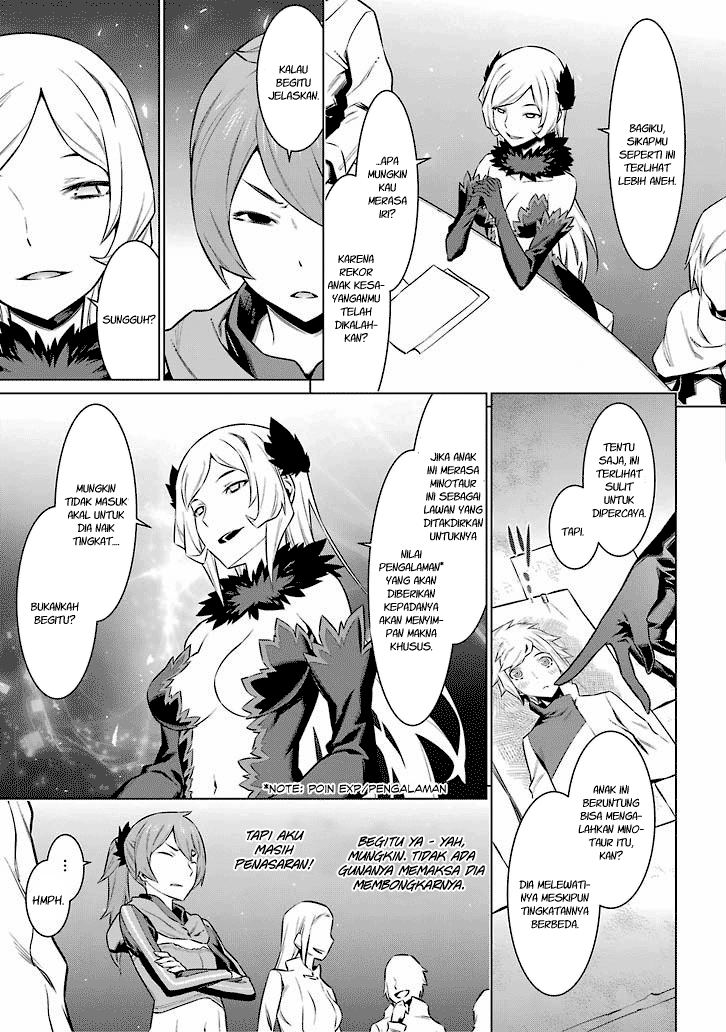 BAGIKU,
SIKAPMU
SEPERTI INI
TERLIHAT
LEBIH ANEH.
...APA
MUNGKIN
KAU
MERASA
IRI?
KARENA
REKOR
ANAK KESA-
YANGANMU
TELAH
DIKALAH-
KAN?
KALAU
BEGITU
JELASKAN.
SUNGGUH?
TENTU
SAJA, INI
TERLIHAT
SULIT
UNTUK
DIPERCAYA.
TAPI.
ANAK INI
BERUNTUNG
BISA MENGA-
LAHKAN MINO-
TAUR ITU,
KAN?
DIA MELEWATI-
NYA MESKIPUN
TINGKATANNYA
BERBEDA.
JIKA ANAK
INI MERASA
MINOTAUR
INI SEBAGAI
LAWAN YANG
DITAKDIRKAN
UNTUKNYA
NILAI
PENGALAMAN*
YANG AKAN
DIBERIKAN
KEPADANYA
AKAN MENYIM-
PAN MAKNA
KHUSUS.
MUNGKIN
TIDAK MASUK
AKAL UNTUK
DIA NAIK
TINGKAT....
BUKANKAH
BEGITU?
*NOTE: POIN EXP/PENGALAMAN
BEGITU YA - YAH,
MUNGKIN. TIDAK ADA
GUNANYA MEMAKSA DIA
MEMBONGKARNYA.
TAPI AKU
MASIH
PENASARAN!
...
HMPH.